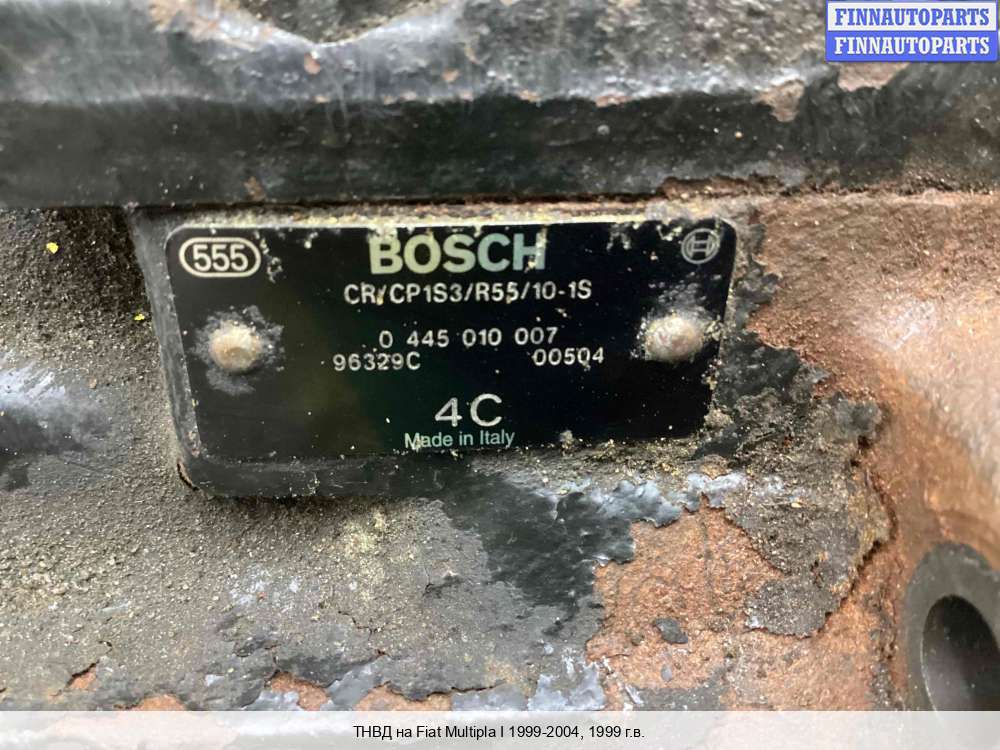 FINNAUTOPARTS
FINNAUTOPARTS
555 BOSCH
CR/CP1S3/R55/10-1S
0 445 010 007
96329C 00504
4C
Made in Italy
ТНВД на Fiat Multipla I 1999-2004, 1999 г.в.